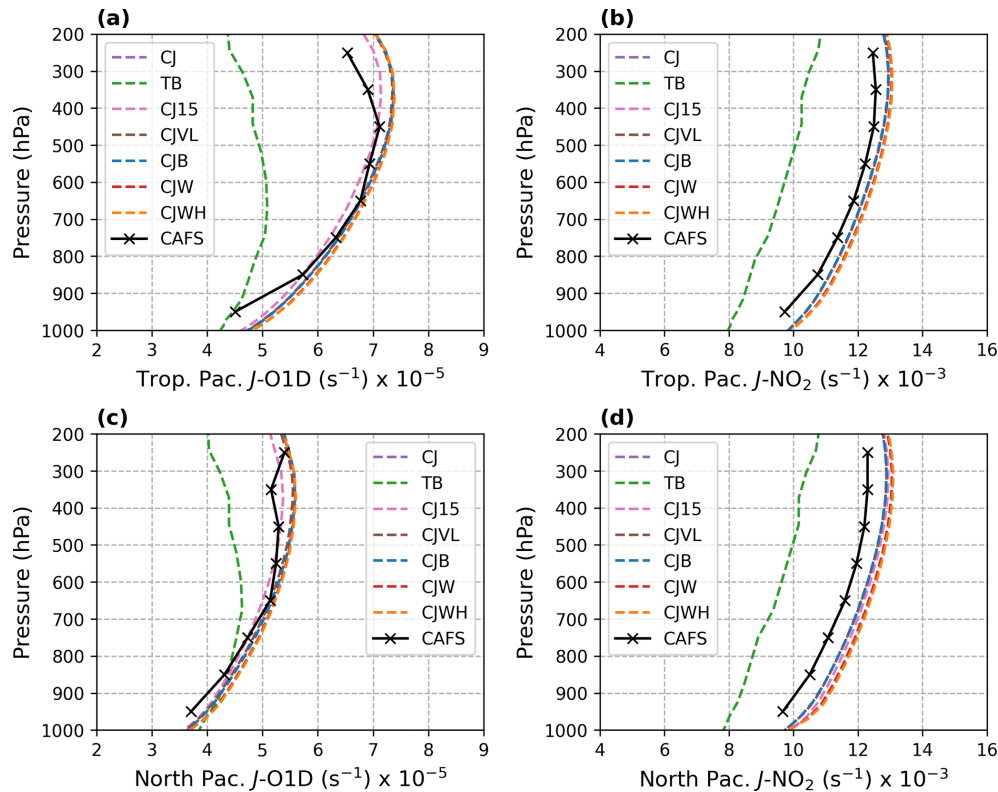 (a)
200
300
400
500
600
700
800
900
1000
Pressure (hPa)
CJ
TB
CJ15
CJVL
CJB
CJW
CJWH
CAFS
2 3 4 5 6 7 8 9
Trop. Pac. J-O1D (s⁻¹) x 10⁻⁵
(b)
200
300
400
500
600
700
800
900
1000
Pressure (hPa)
CJ
TB
CJ15
CJVL
CJB
CJW
CJWH
CAFS
4 6 8 10 12 14 16
Trop. Pac. J-NO₂ (s⁻¹) x 10⁻³
(c)
200
300
400
500
600
700
800
900
1000
Pressure (hPa)
CJ
TB
CJ15
CJVL
CJB
CJW
CJWH
CAFS
2 3 4 5 6 7 8 9
North Pac. J-O1D (s⁻¹) x 10⁻⁵
(d)
200
300
400
500
600
700
800
900
1000
Pressure (hPa)
CJ
TB
CJ15
CJVL
CJB
CJW
CJWH
CAFS
4 6 8 10 12 14 16
North Pac. J-NO₂ (s⁻¹) x 10⁻³